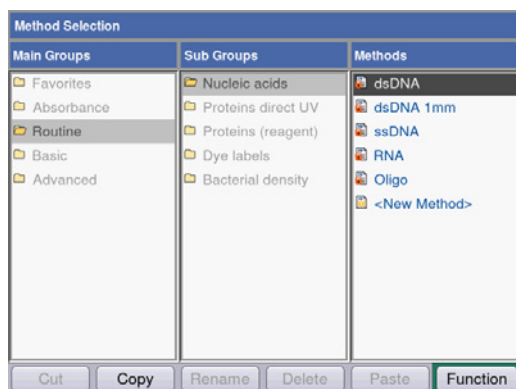 Method Selection
Main Groups
Favorites
Absorbance
Routine
Basic
Advanced
Sub Groups
Nucleic acids
Proteins direct UV
Proteins (reagent)
Dye labels
Bacterial density
Methods
dsDNA
dsDNA 1mm
ssDNA
RNA
Oligo
<New Method>
Cut Copy Rename Delete Paste Function